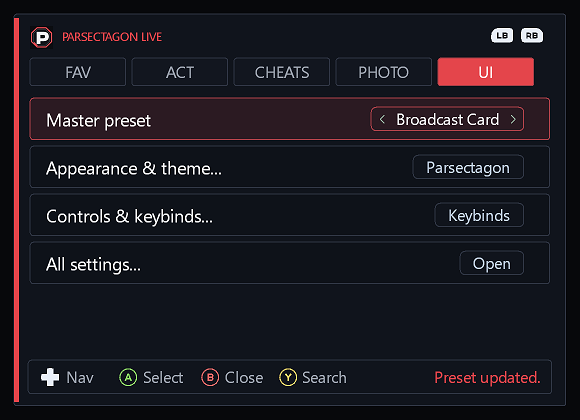 P PARSECTAGON LIVE LB RB
FAV ACT CHEATS PHOTO UI
Master preset < Broadcast Card >
Appearance & theme... Parsectagon
Controls & keybinds... Keybinds
All settings... Open
Nav A Select B Close Y Search Preset updated.